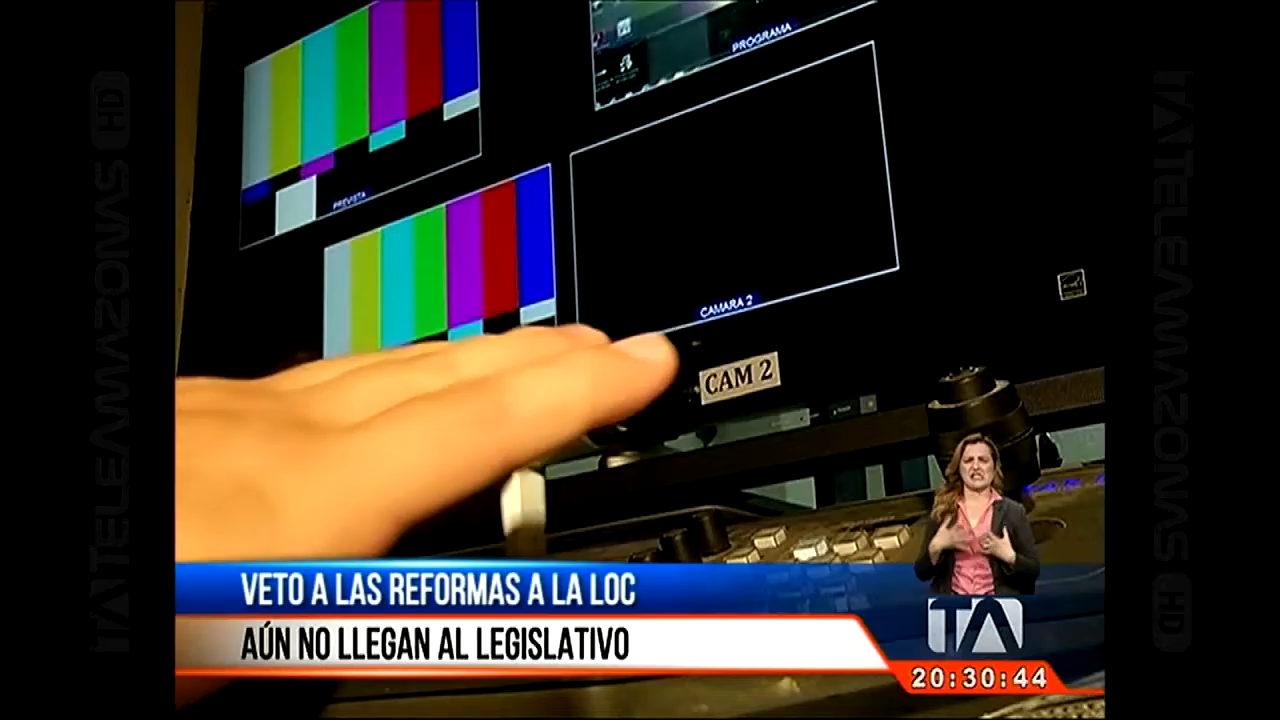 PROGRAMA
PREVISTA
CAMARA 2
CAM 2
VETO A LAS REFORMAS A LA LOC
AÚN NO LLEGAN AL LEGISLATIVO
TA
20:30:44
TELEAMAZONAS HD
TELEAMAZONAS HD